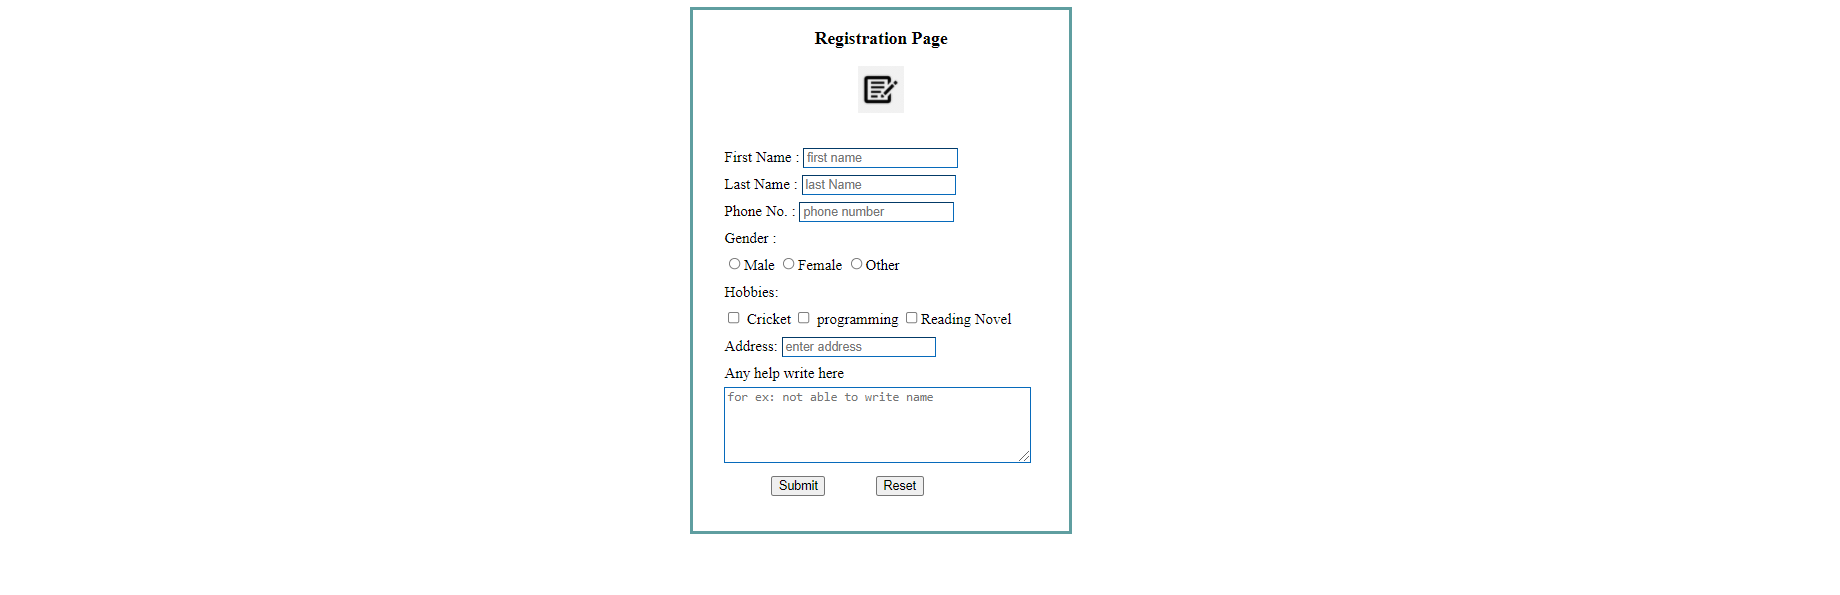 Registration Page
First Name : first name
Last Name : last Name
Phone No. : phone number
Gender :
Male Female Other
Hobbies:
Cricket programming Reading Novel
Address: enter address
Any help write here
for ex: not able to write name
Submit Reset